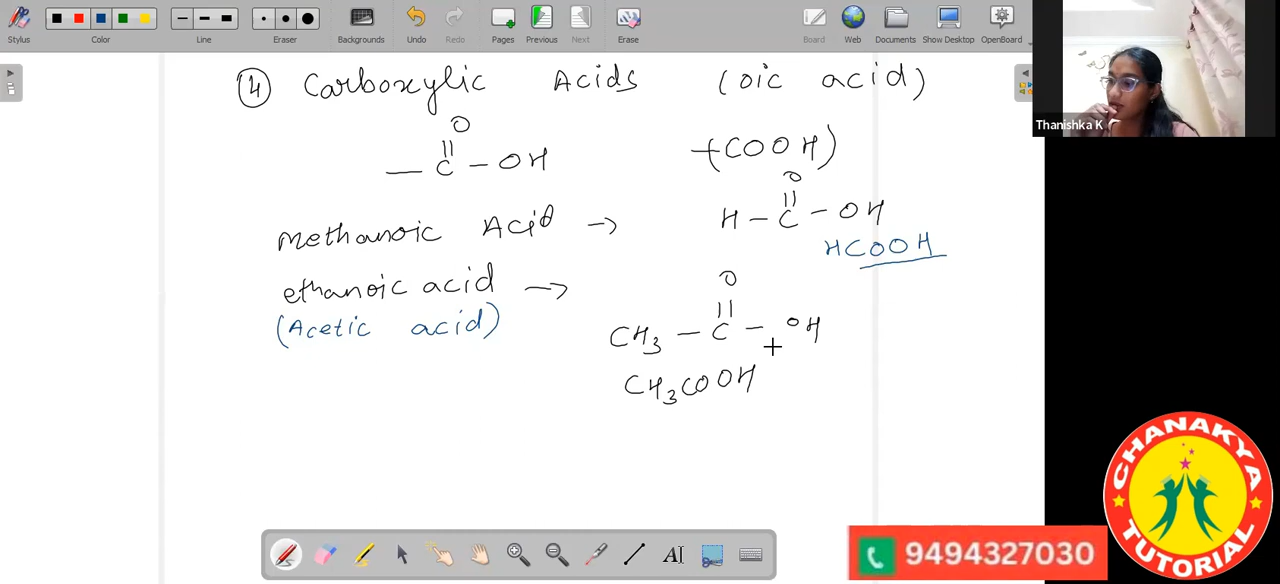 Stylus
Color
Line
Eraser
Backgrounds
Undo
Redo
Pages
Previous
Next
Erase
Board
Web
Documents
Show Desktop
OpenBoard
Thanishka K
④ Carboxylic Acids (oic acid)
O
||
— C — OH
(-COOH)
Methanoic Acid →
O
||
H — C — OH
HCOOH
ethanoic acid →
(Acetic acid)
O
||
CH3 — C — OH
CH3COOH
CHANAKYA
TUTORIAL
9494327030
AI